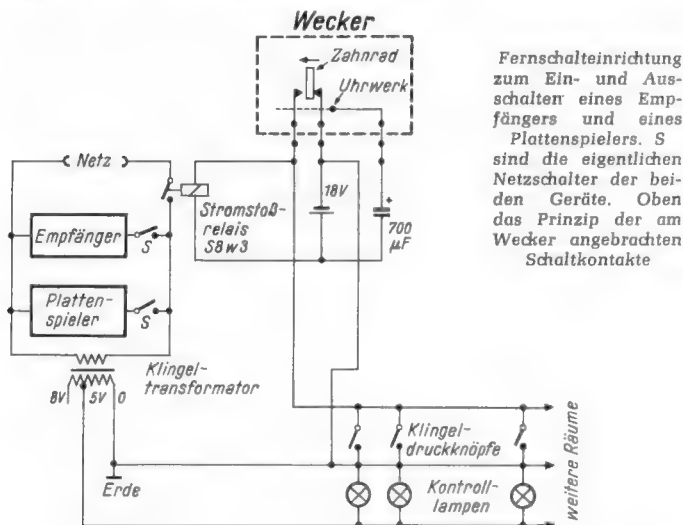 Wecker
Zahnrad
Uhrwerk
Netz
18V
+
700
µF
Stromstoß-
relais
S8w3
Empfänger
S
Platten-
spieler
S
Klingel-
transformator
8V 5V 0
Erde
Klingel-
druckknöpfe
Kontroll-
lampen
weitere Räume
Fernschalteinrichtung
zum Ein- und Aus-
schalten eines Emp-
fängers und eines
Plattenspielers. S
sind die eigentlichen
Netzschalter der bei-
den Geräte. Oben
das Prinzip der am
Wecker angebrachten
Schaltkontakte